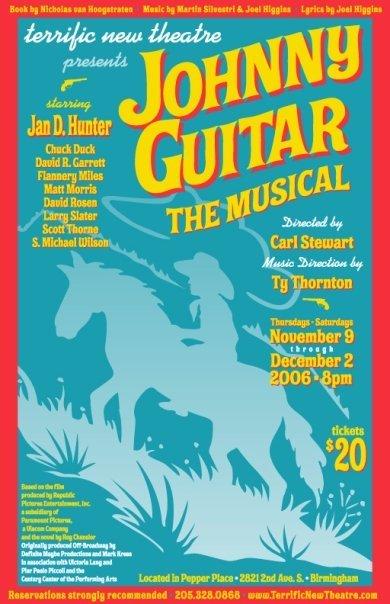 Book by Nicholas van Hoogstraten   Music by Martin Silvestri & Joel Higgins   Lyrics by Joel Higgins
terrific new theatre
presents
JOHNNY
GUITAR
THE MUSICAL
starring
Jan D. Hunter
Chuck Duck
David R. Garrett
Flannery Miles
Matt Morris
David Rosen
Larry Slater
Scott Thorne
S. Michael Wilson
Directed by
Carl Stewart
Music Direction by
Ty Thornton
Thursdays - Saturdays
November 9
through
December 2
2006 - 8pm
tickets
$20
Based on the film
produced by Republic
Pictures Entertainment, Inc.
a subsidiary of
Paramount Pictures,
a Viacom Company
and the novel by Roy Chanslor
Originally produced Off-Broadway by
Definite Maybe Productions and Mark Kress
in association with Victoria Lang and
Pier Paolo Piccoli and the
Century Center of the Performing Arts
Located in Pepper Place • 2821 2nd Ave. S. • Birmingham
Reservations strongly recommended • 205.328.0868 • www.TerrificNewTheatre.com